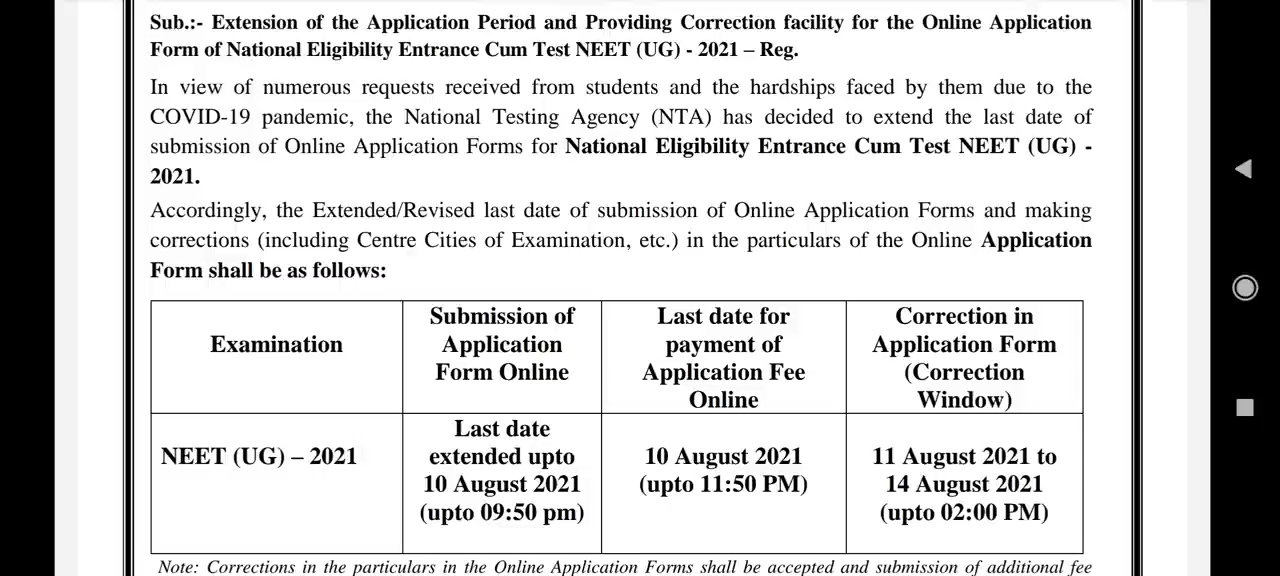 Sub.:- Extension of the Application Period and Providing Correction facility for the Online Application
Form of National Eligibility Entrance Cum Test NEET (UG) - 2021 – Reg.
In view of numerous requests received from students and the hardships faced by them due to the
COVID-19 pandemic, the National Testing Agency (NTA) has decided to extend the last date of
submission of Online Application Forms for National Eligibility Entrance Cum Test NEET (UG) -
2021.
Accordingly, the Extended/Revised last date of submission of Online Application Forms and making
corrections (including Centre Cities of Examination, etc.) in the particulars of the Online Application
Form shall be as follows:
Examination
Submission of
Application
Form Online
Last date for
payment of
Application Fee
Online
Correction in
Application Form
(Correction
Window)
NEET (UG) – 2021
Last date
extended upto
10 August 2021
(upto 09:50 pm)
10 August 2021
(upto 11:50 PM)
11 August 2021 to
14 August 2021
(upto 02:00 PM)
Note: Corrections in the particulars in the Online Application Forms shall be accepted and submission of additional fee